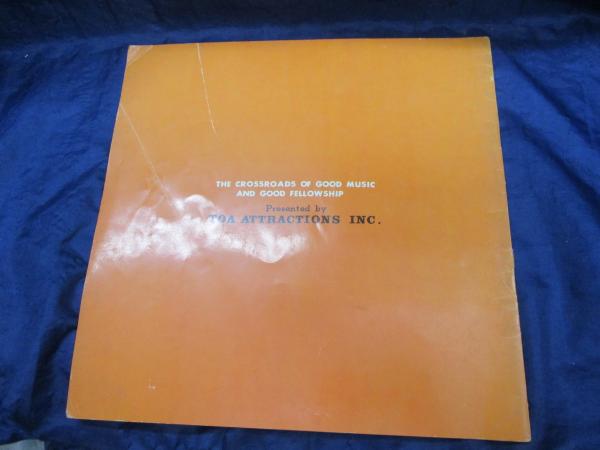 THE CROSSROADS OF GOOD MUSIC
AND GOOD FELLOWSHIP
Presented by
TOA ATTRACTIONS INC.